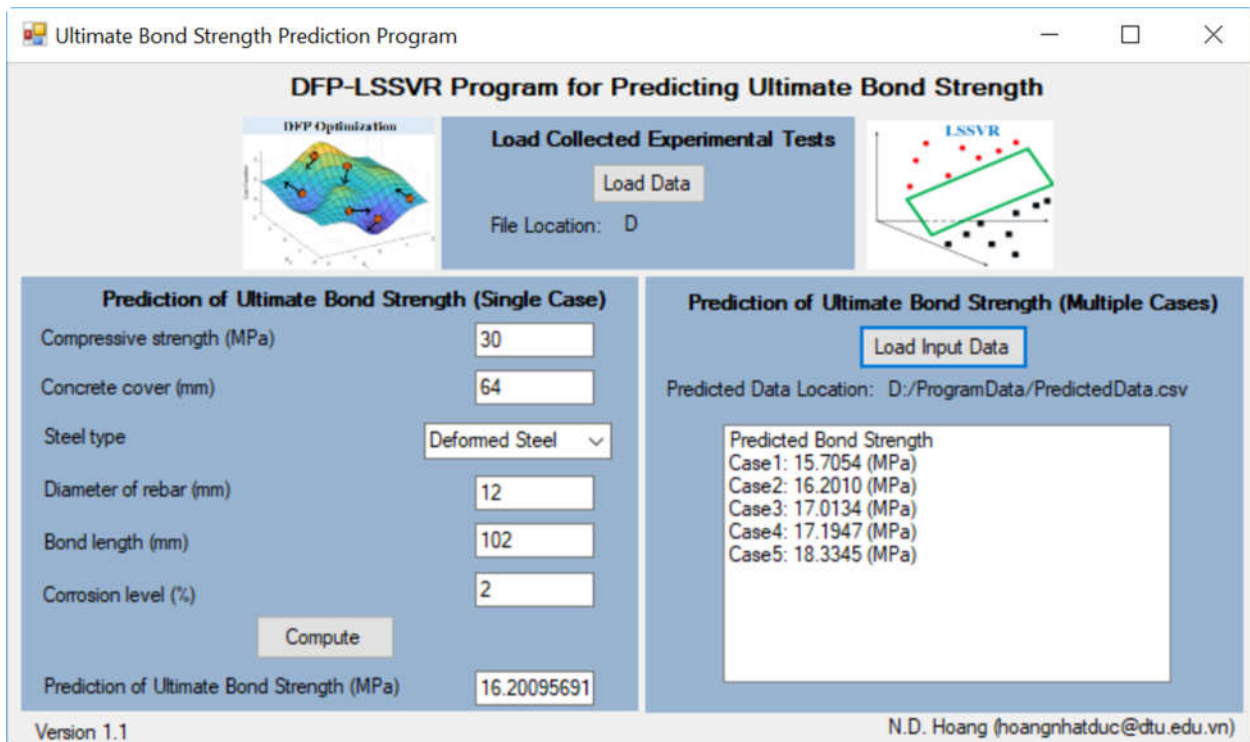 Ultimate Bond Strength Prediction Program
DFP-LSSVR Program for Predicting Ultimate Bond Strength
DFP Optimization
Load Collected Experimental Tests
Load Data
File Location: D
LSSVR
Prediction of Ultimate Bond Strength (Single Case)
Compressive strength (MPa) 30
Concrete cover (mm) 64
Steel type Deformed Steel
Diameter of rebar (mm) 12
Bond length (mm) 102
Corrosion level (%) 2
Compute
Prediction of Ultimate Bond Strength (MPa) 16.20095691
Prediction of Ultimate Bond Strength (Multiple Cases)
Load Input Data
Predicted Data Location: D:/ProgramData/PredictedData.csv
Predicted Bond Strength
Case1: 15.7054 (MPa)
Case2: 16.2010 (MPa)
Case3: 17.0134 (MPa)
Case4: 17.1947 (MPa)
Case5: 18.3345 (MPa)
Version 1.1
N.D. Hoang (hoangnhatduc@dtu.edu.vn)